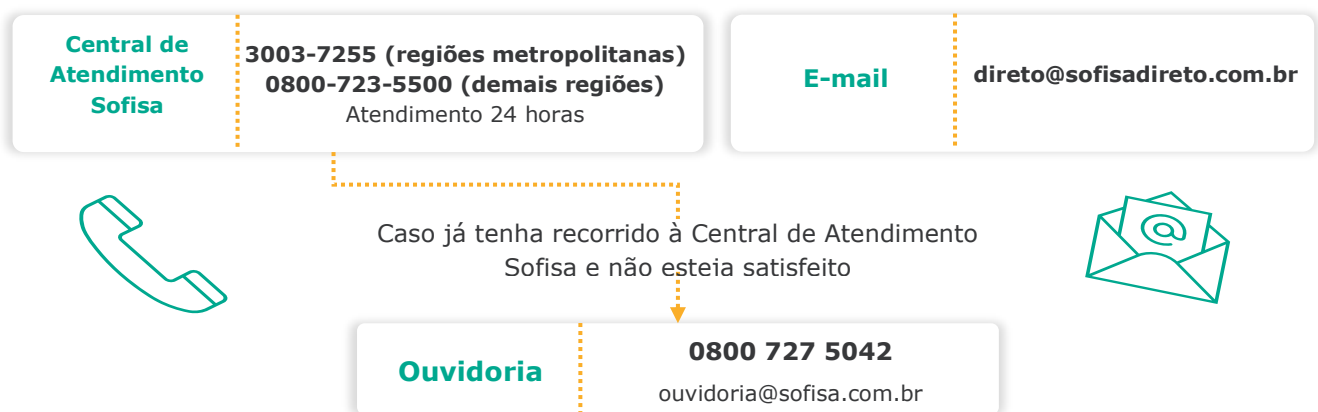 Central de
Atendimento
Sofisa
3003-7255 (regiões metropolitanas)
0800-723-5500 (demais regiões)
Atendimento 24 horas
E-mail
direto@sofisadireto.com.br
Caso já tenha recorrido à Central de Atendimento
Sofisa e não esteja satisfeito
@
Ouvidoria
0800 727 5042
ouvidoria@sofisa.com.br